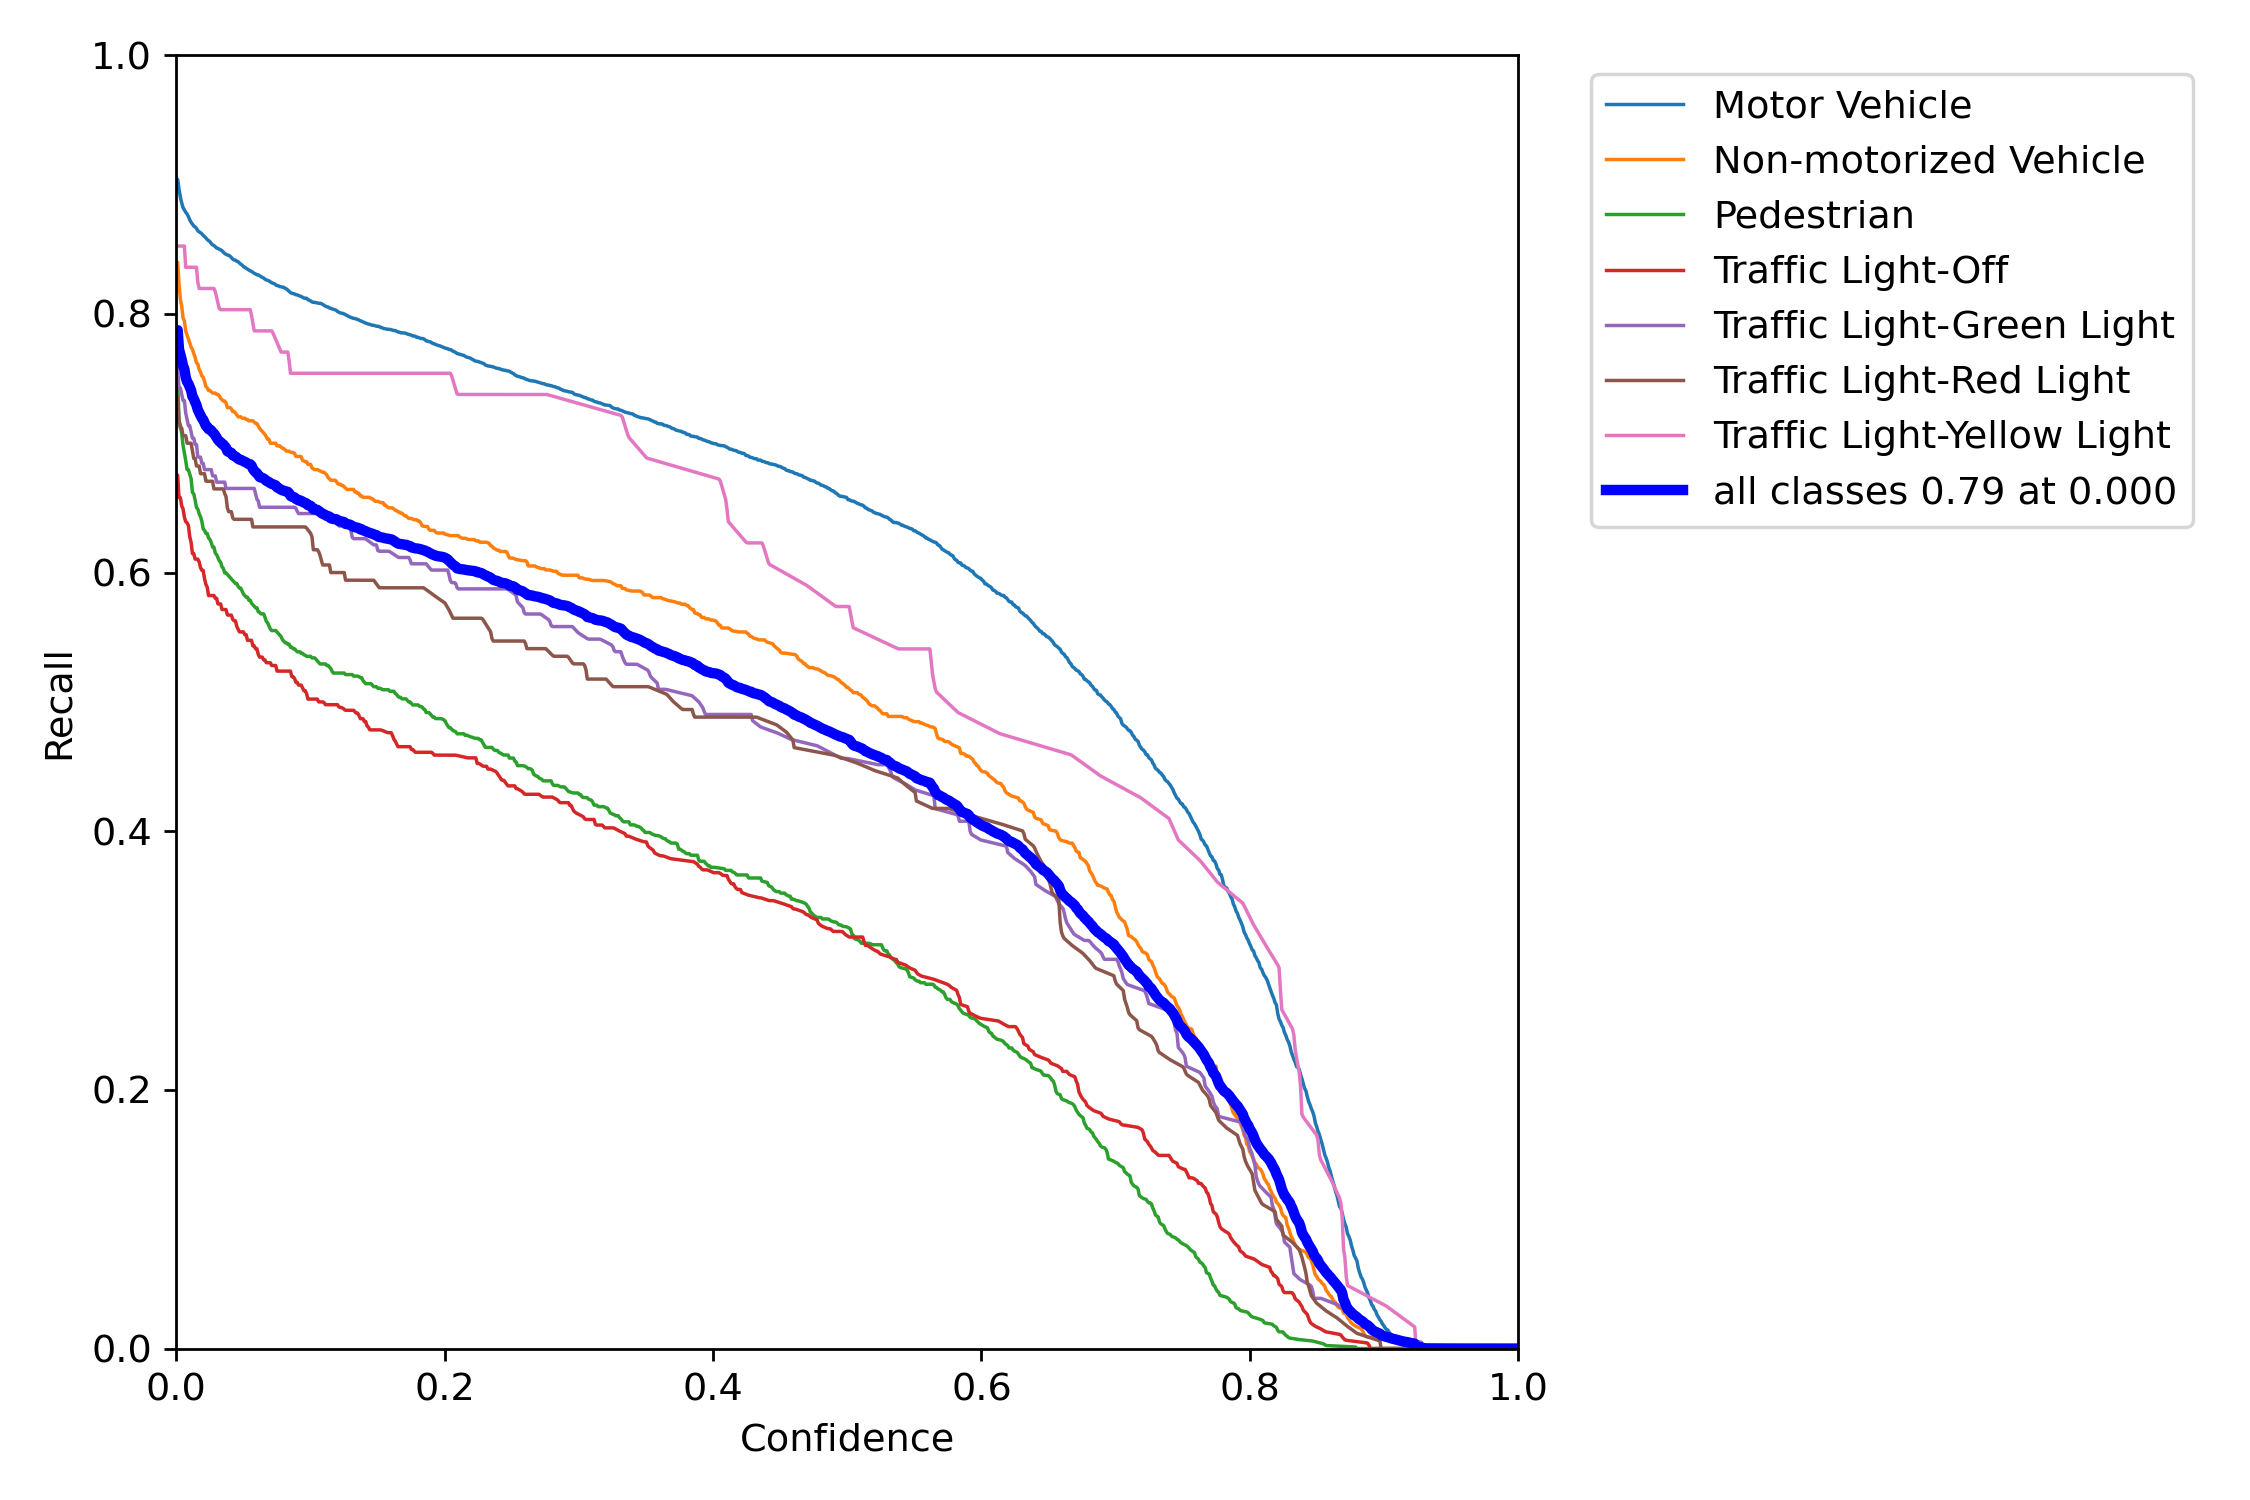 1.0
0.8
0.6
0.4
0.2
0.0
Recall
0.0 0.2 0.4 0.6 0.8 1.0
Confidence
Motor Vehicle
Non-motorized Vehicle
Pedestrian
Traffic Light-Off
Traffic Light-Green Light
Traffic Light-Red Light
Traffic Light-Yellow Light
all classes 0.79 at 0.000